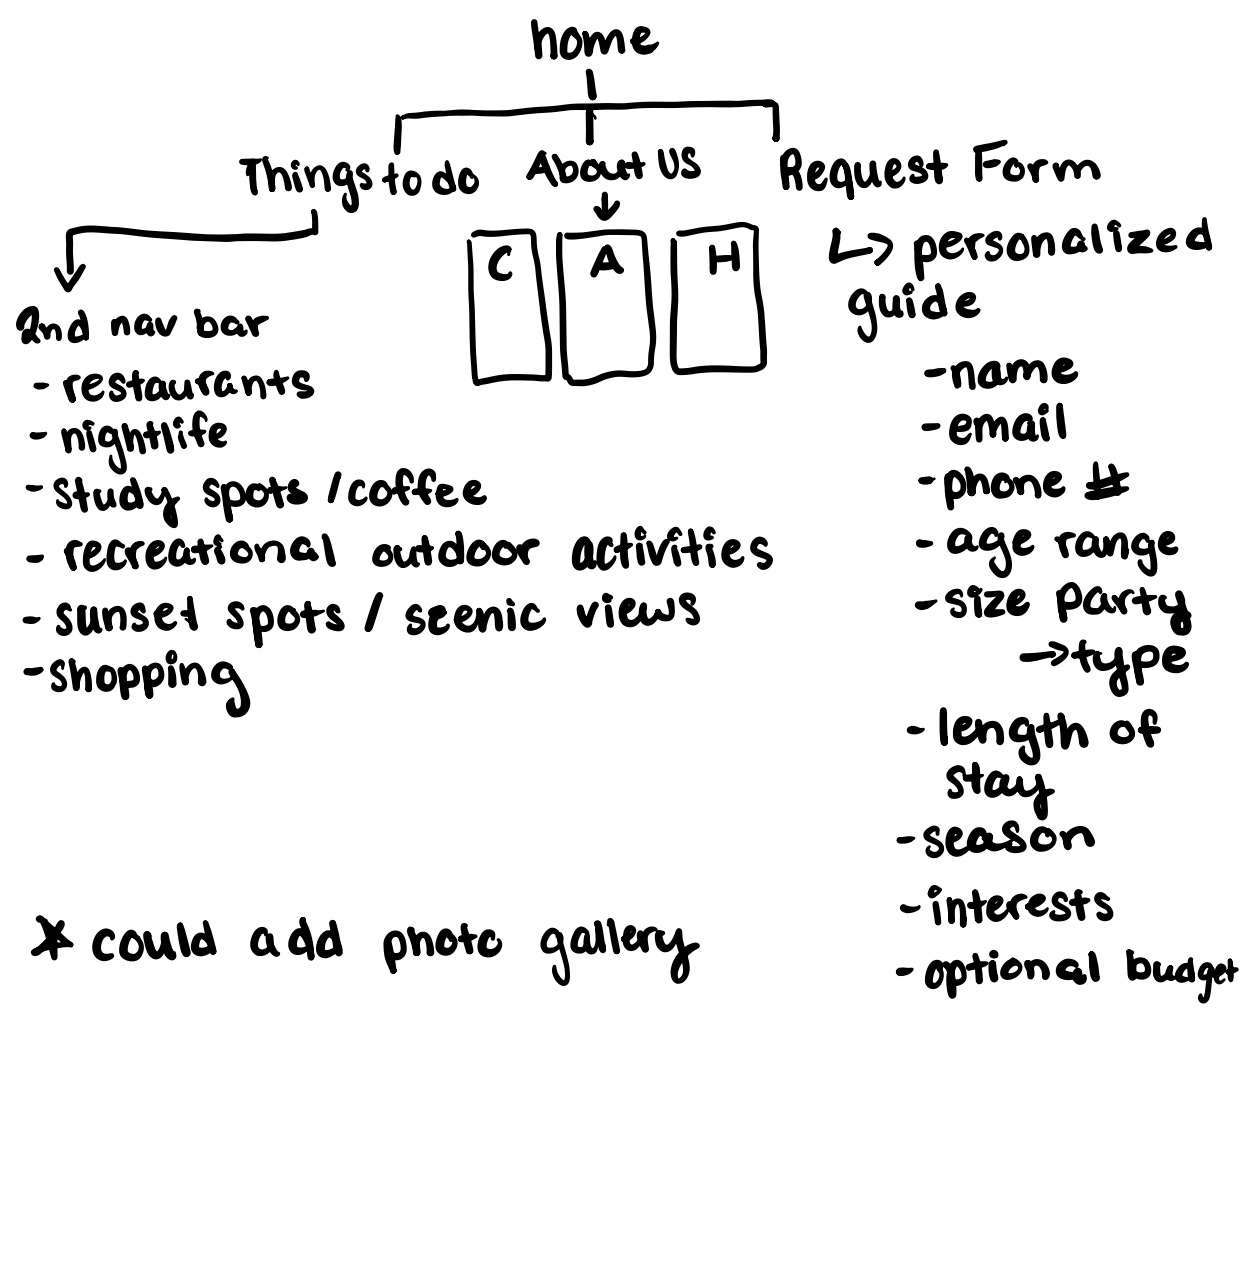 home
Things to do
About US
Request Form
C
A
H
2nd nav bar
- restaurants
- nightlife
- study spots / coffee
- recreational outdoor activities
- sunset spots / scenic views
- shopping
↳ personalized
guide
- name
- email
- phone #
- age range
- size party
→ type
- length of
stay
- season
- interests
- optional budget
* could add photo gallery